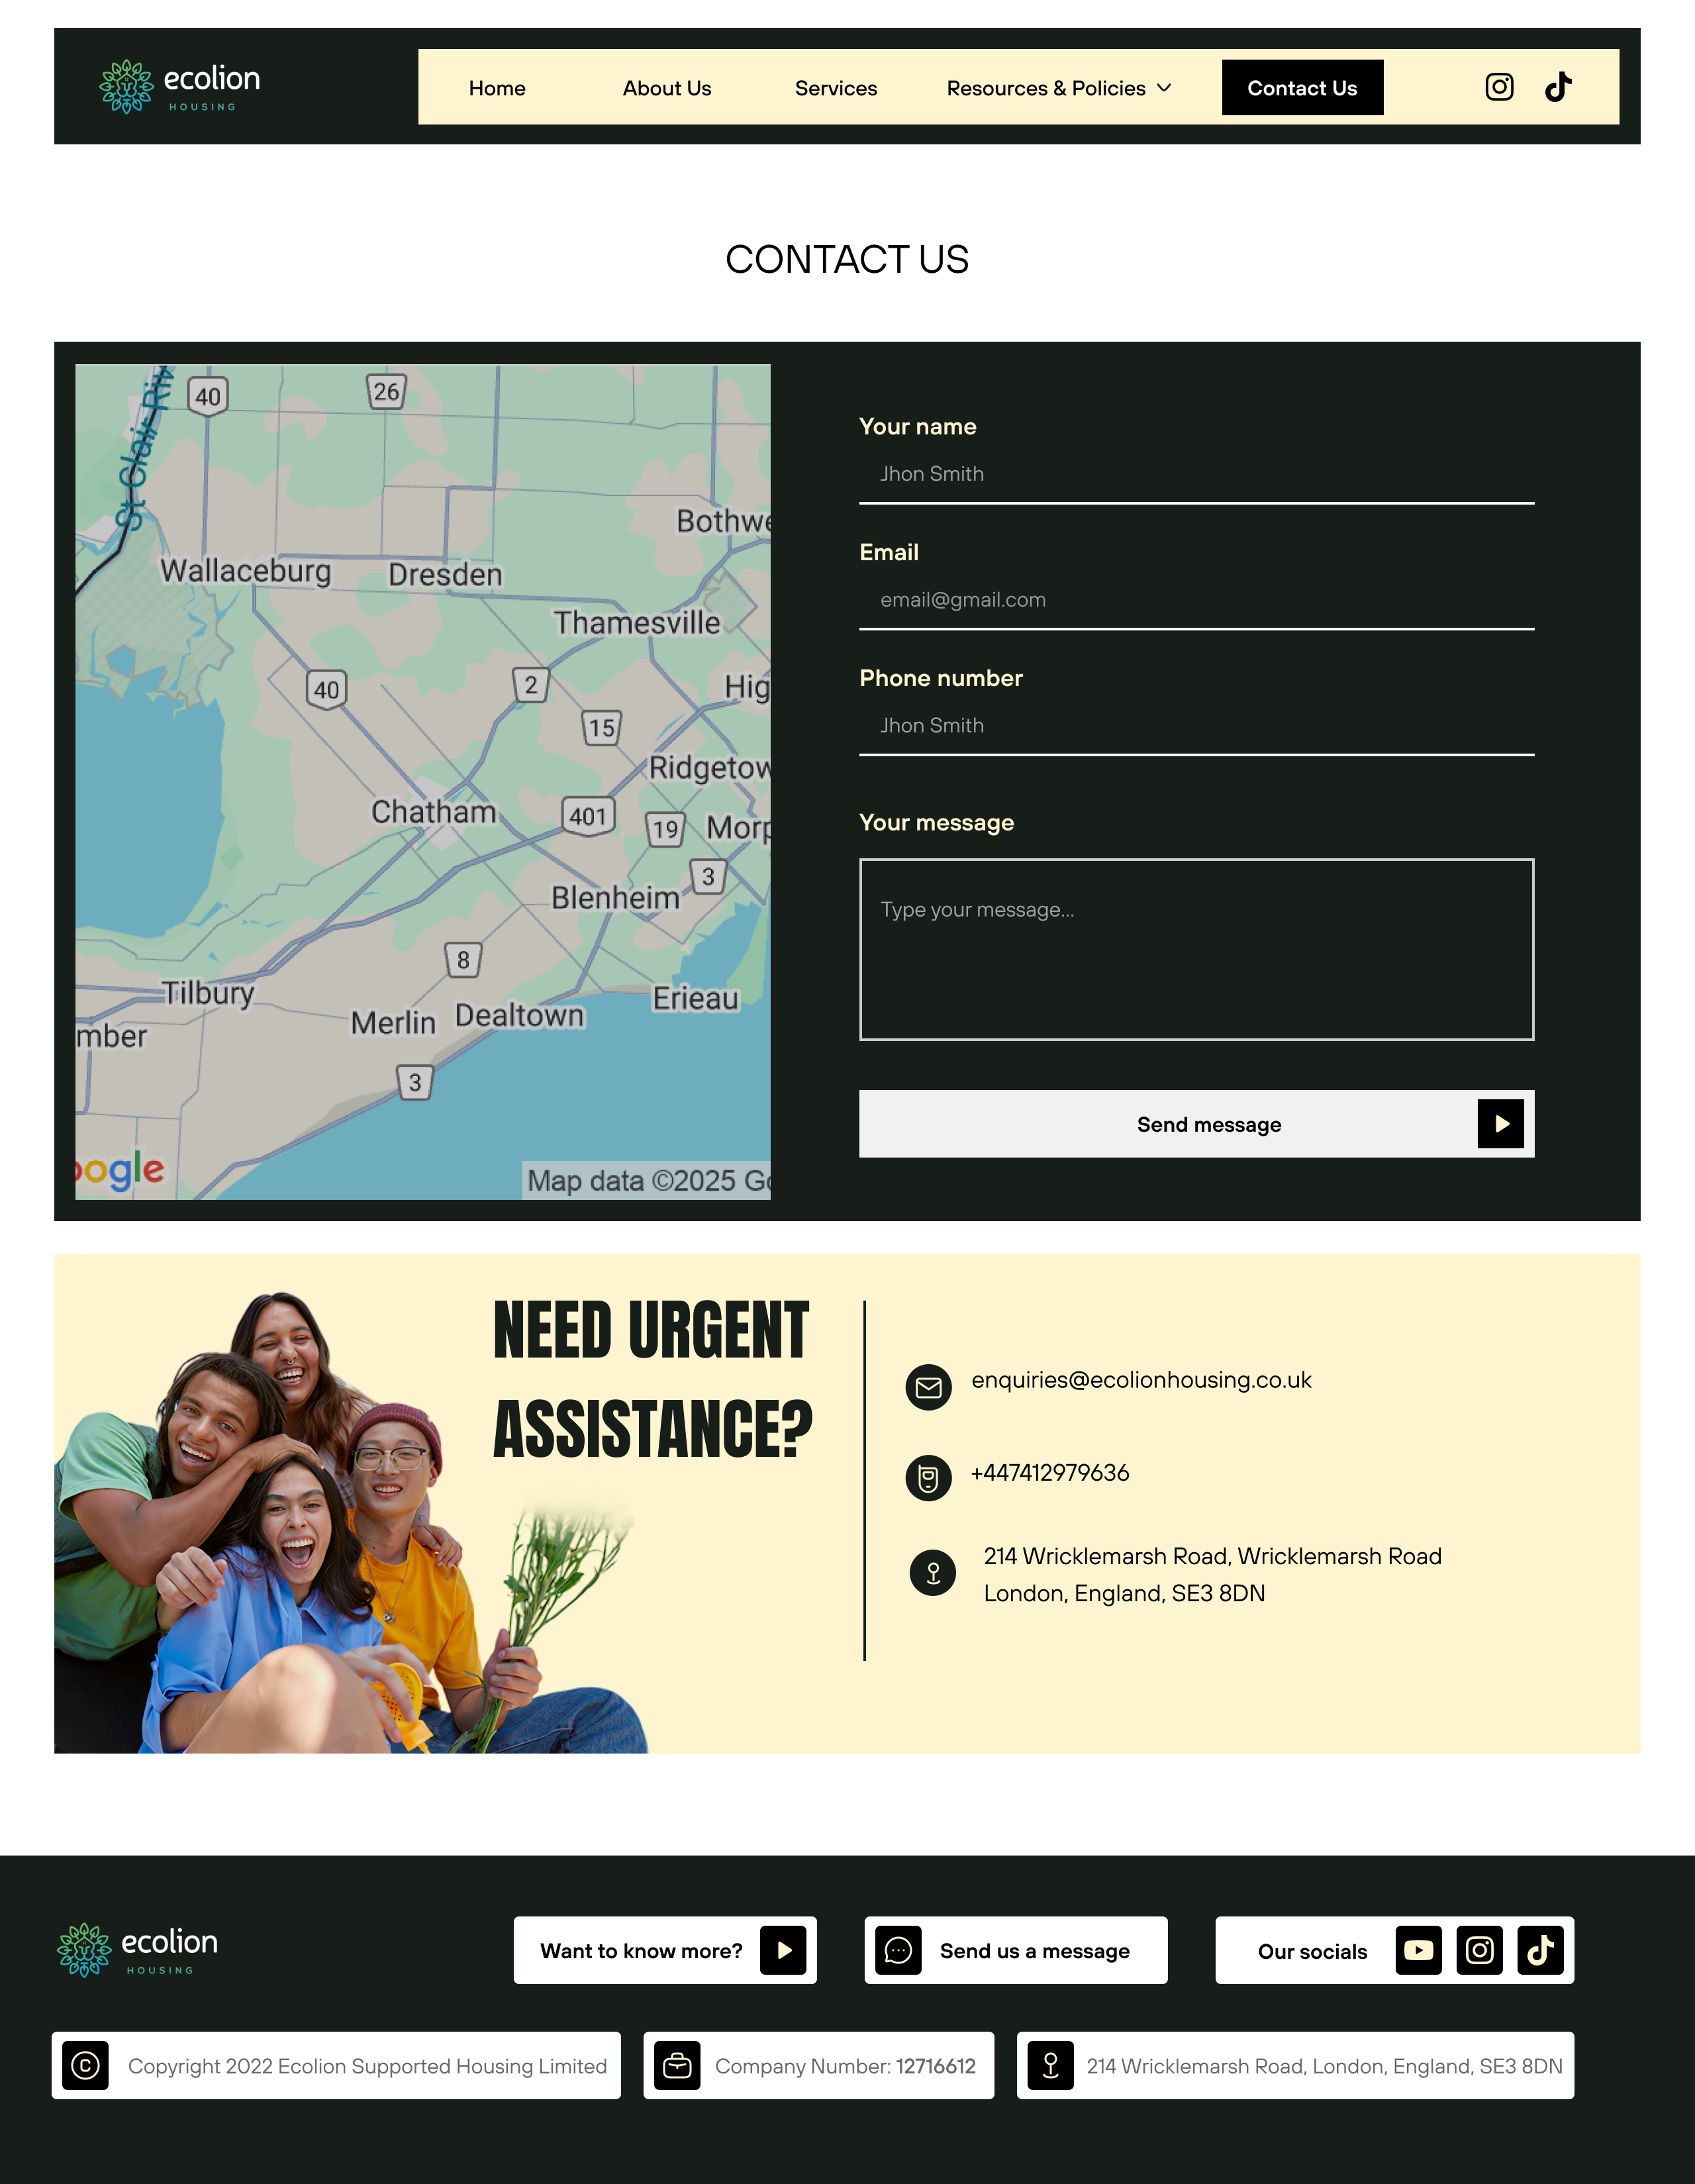 ecolion
HOUSING
Home
About Us
Services
Resources & Policies
Contact Us
CONTACT US
St Clair Riv
40
26
Bothwe
Wallaceburg
Dresden
Thamesville
40
2
Hig
15
Ridgetow
Chatham
401
19
Morp
3
Blenheim
8
Tilbury
Erieau
Merlin
Dealtown
mber
3
oogle
Map data ©2025 Go
Your name
Jhon Smith
Email
email@gmail.com
Phone number
Jhon Smith
Your message
Type your message...
Send message
NEED URGENT
ASSISTANCE?
enquiries@ecolionhousing.co.uk
+447412979636
214 Wricklemarsh Road, Wricklemarsh Road
London, England, SE3 8DN
ecolion
HOUSING
Want to know more?
Send us a message
Our socials
Copyright 2022 Ecolion Supported Housing Limited
Company Number: 12716612
214 Wricklemarsh Road, London, England, SE3 8DN